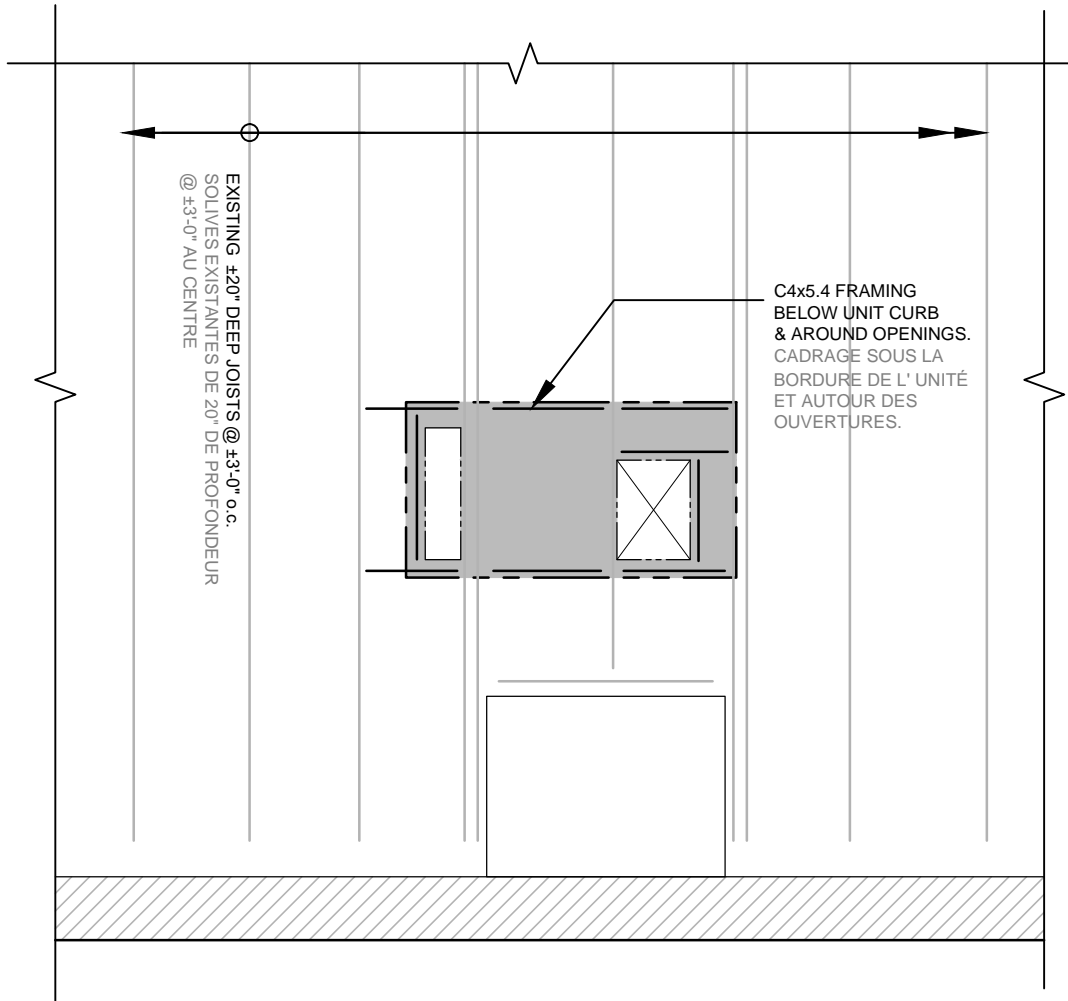 EXISTING ±20" DEEP JOISTS @ ±3'-0" o.c.
SOLIVES EXISTANTES DE 20" DE PROFONDEUR
@ ±3'-0" AU CENTRE
C4x5.4 FRAMING
BELOW UNIT CURB
& AROUND OPENINGS.
CADRAGE SOUS LA
BORDURE DE L' UNITÉ
ET AUTOUR DES
OUVERTURES.